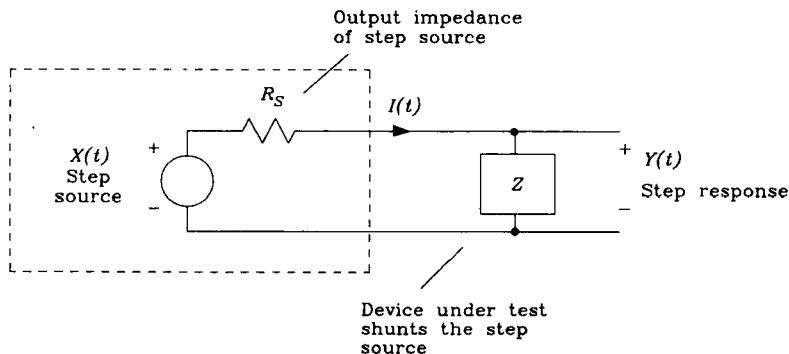 Output impedance
of step source
R_S
I(t)
X(t)
Step
source
+
−
Z
+
−
Y(t)
Step response
Device under test
shunts the step
source